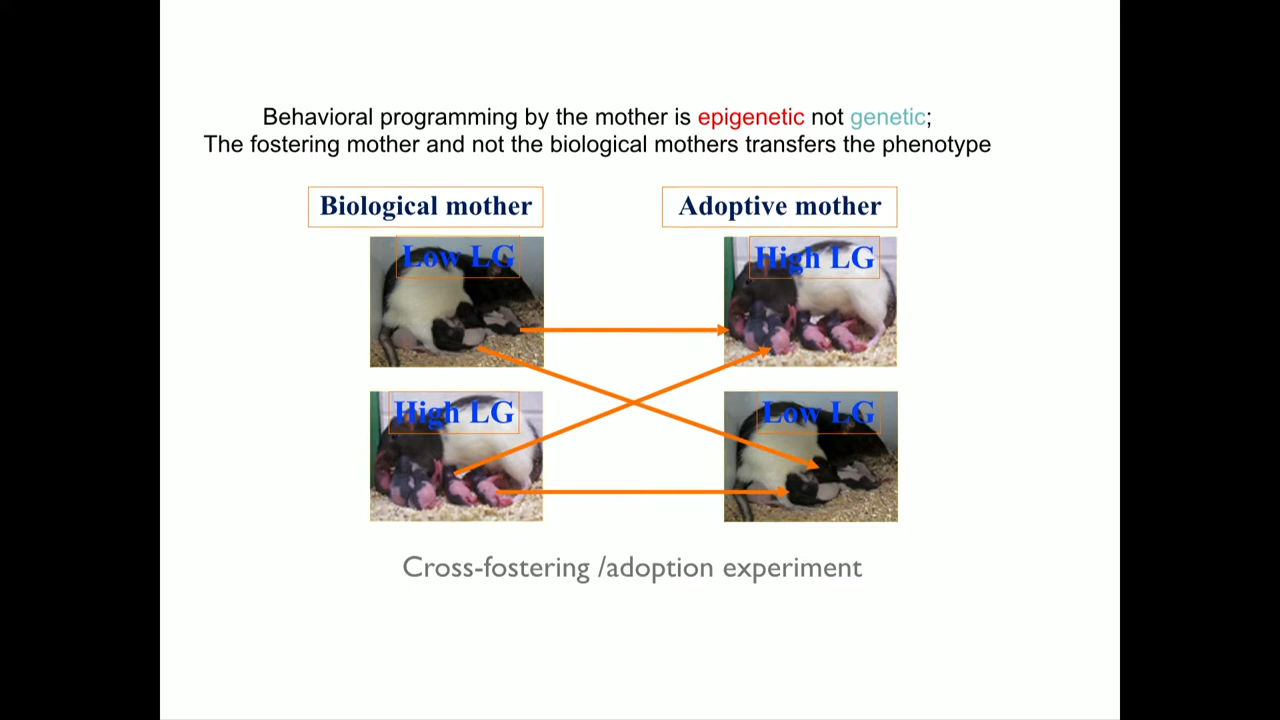 Behavioral programming by the mother is epigenetic not genetic;
The fostering mother and not the biological mothers transfers the phenotype
Biological mother
Adoptive mother
Low LG
High LG
High LG
Low LG
Cross-fostering /adoption experiment